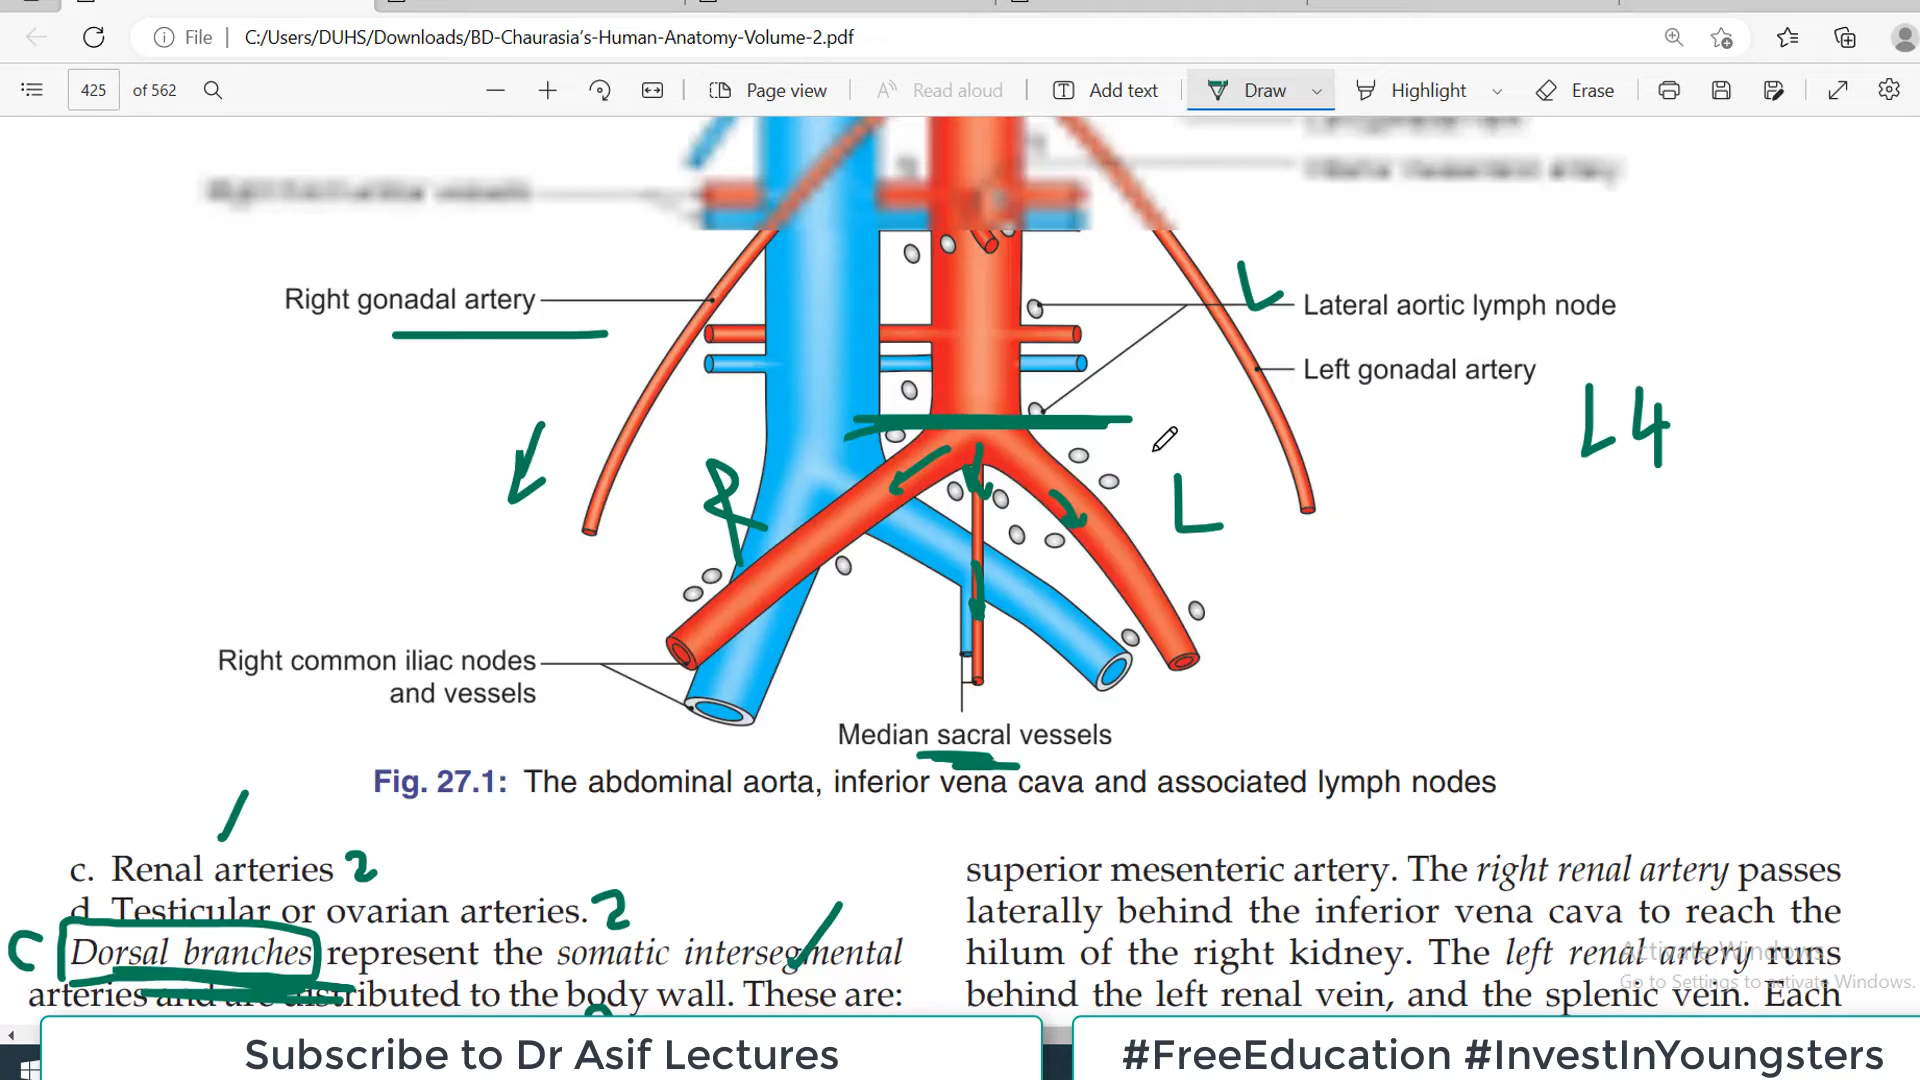 File | C:/Users/DUHS/Downloads/BD-Chaurasia's-Human-Anatomy-Volume-2.pdf
425 of 562 Page view Read aloud Add text Draw Highlight Erase
Right gonadal artery
Lateral aortic lymph node
Left gonadal artery
L4
R
L
Right common iliac nodes
and vessels
Median sacral vessels
Fig. 27.1: The abdominal aorta, inferior vena cava and associated lymph nodes
c. Renal arteries 2
d. Testicular or ovarian arteries. 2
C Dorsal branches represent the somatic intersegmental
arteries and are distributed to the body wall. These are:
superior mesenteric artery. The right renal artery passes
laterally behind the inferior vena cava to reach the
hilum of the right kidney. The left renal artery runs
behind the left renal vein, and the splenic vein. Each
Activate Windows
Go to Settings to activate Windows.
Subscribe to Dr Asif Lectures
#FreeEducation #InvestInYoungsters